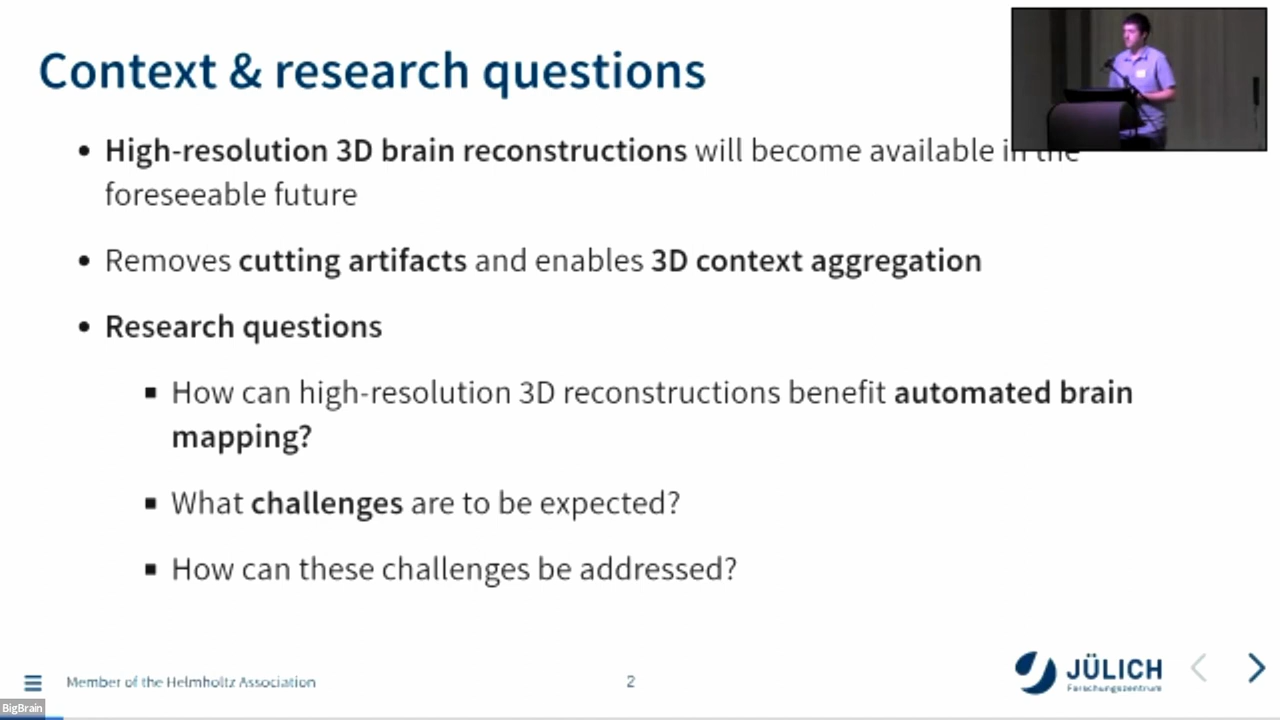 Context & research questions
High-resolution 3D brain reconstructions will become available in the
foreseeable future
Removes cutting artifacts and enables 3D context aggregation
Research questions
How can high-resolution 3D reconstructions benefit automated brain
mapping?
What challenges are to be expected?
How can these challenges be addressed?
Member of the Helmholtz Association
2
JÜLICH
Forschungszentrum
BigBrain